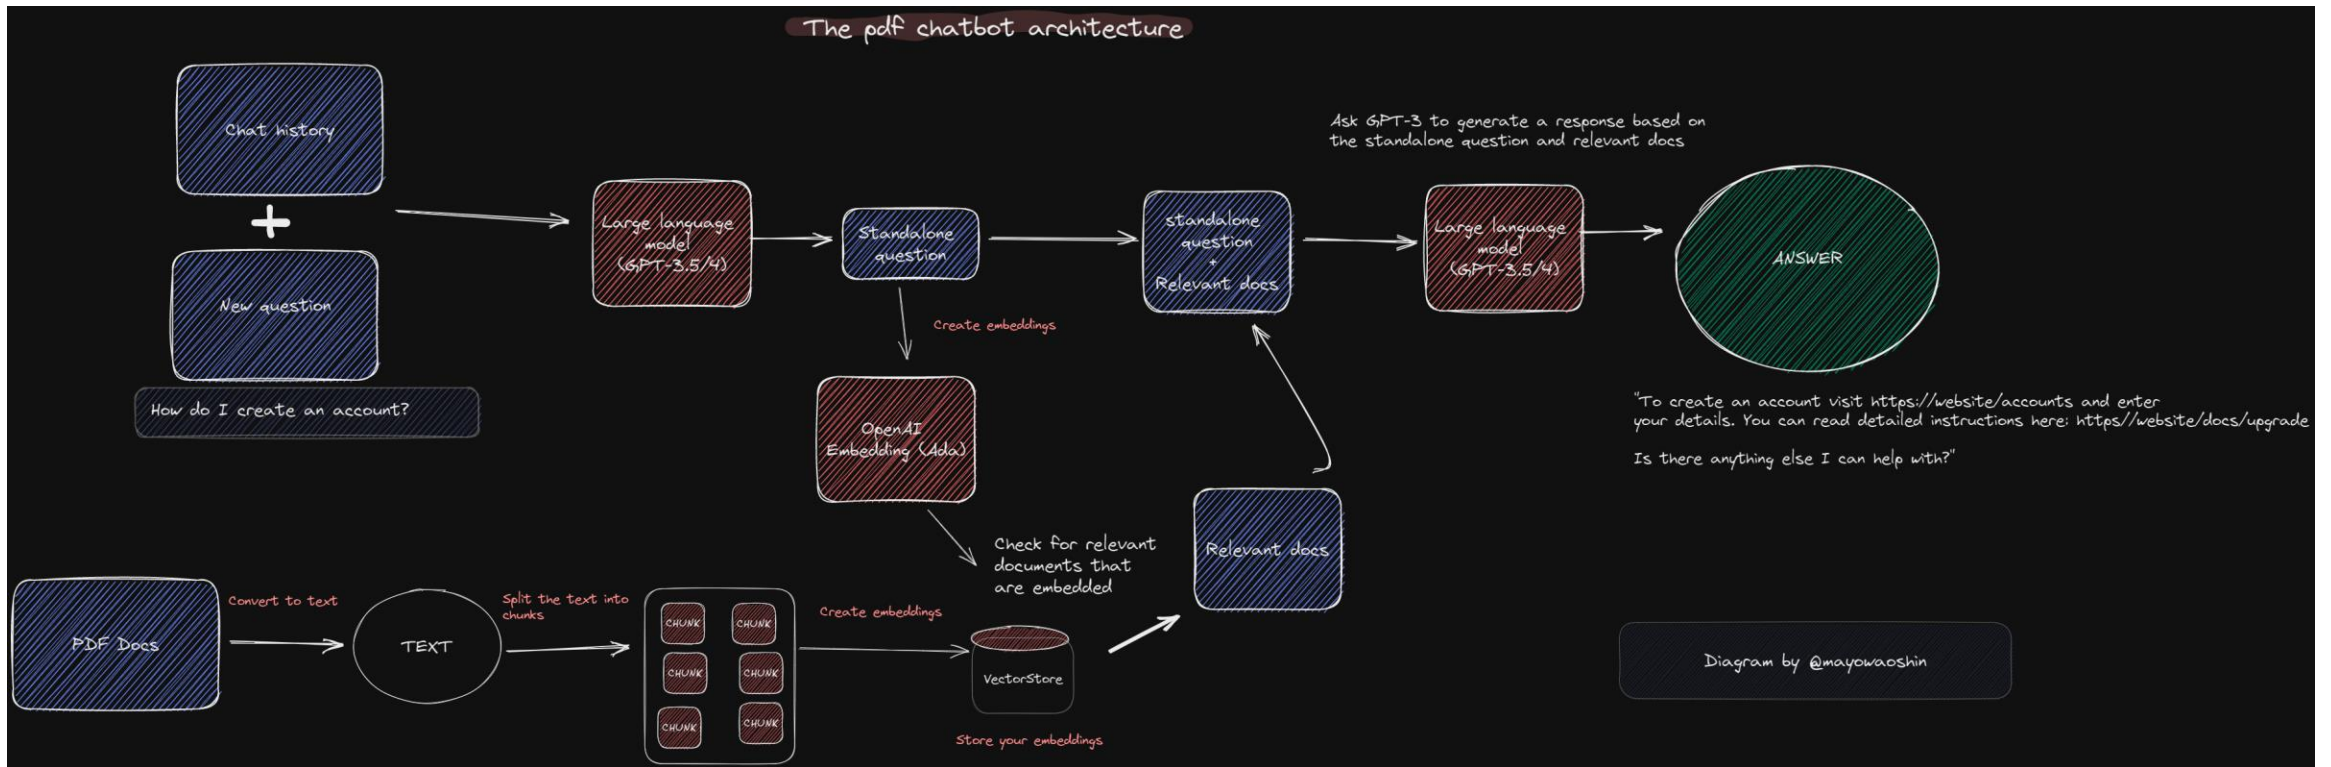 The pdf chatbot architecture
Chat history
+
New question
How do I create an account?
Large language
model
(GPT-3.5/4)
Standalone
question
Create embeddings
OpenAI
Embedding (Ada)
standalone
question
+
Relevant docs
Ask GPT-3 to generate a response based on
the standalone question and relevant docs
Large language
model
(GPT-3.5/4)
ANSWER
"To create an account visit https://website/accounts and enter
your details. You can read detailed instructions here: https//website/docs/upgrade
Is there anything else I can help with?"
Check for relevant
documents that
are embedded
Relevant docs
PDF Docs
Convert to text
TEXT
Split the text into
chunks
CHUNK
CHUNK
CHUNK
CHUNK
CHUNK
CHUNK
Create embeddings
VectorStore
Store your embeddings
Diagram by @mayowaoshin